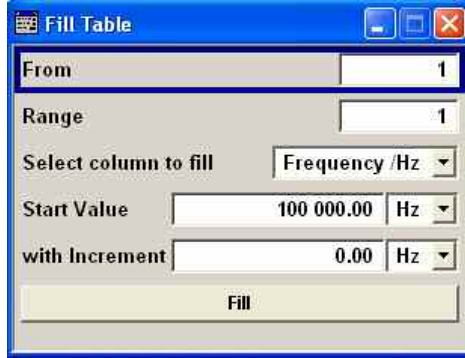 Fill Table
From 1
Range 1
Select column to fill Frequency /Hz
Start Value 100 000.00 Hz
with Increment 0.00 Hz
Fill